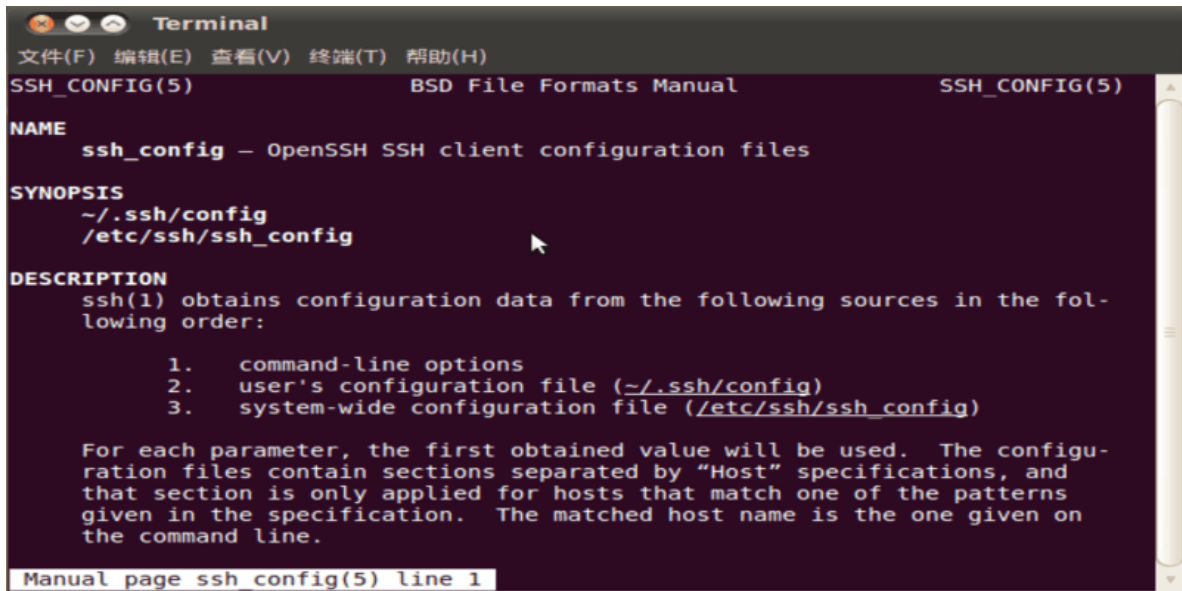 Terminal
文件(F) 编辑(E) 查看(V) 终端(T) 帮助(H)
SSH_CONFIG(5) BSD File Formats Manual SSH_CONFIG(5)
NAME
ssh_config — OpenSSH SSH client configuration files
SYNOPSIS
~/.ssh/config
/etc/ssh/ssh_config
DESCRIPTION
ssh(1) obtains configuration data from the following sources in the fol-
lowing order:
1. command-line options
2. user's configuration file (~/.ssh/config)
3. system-wide configuration file (/etc/ssh/ssh_config)
For each parameter, the first obtained value will be used. The configu-
ration files contain sections separated by “Host” specifications, and
that section is only applied for hosts that match one of the patterns
given in the specification. The matched host name is the one given on
the command line.
Manual page ssh_config(5) line 1